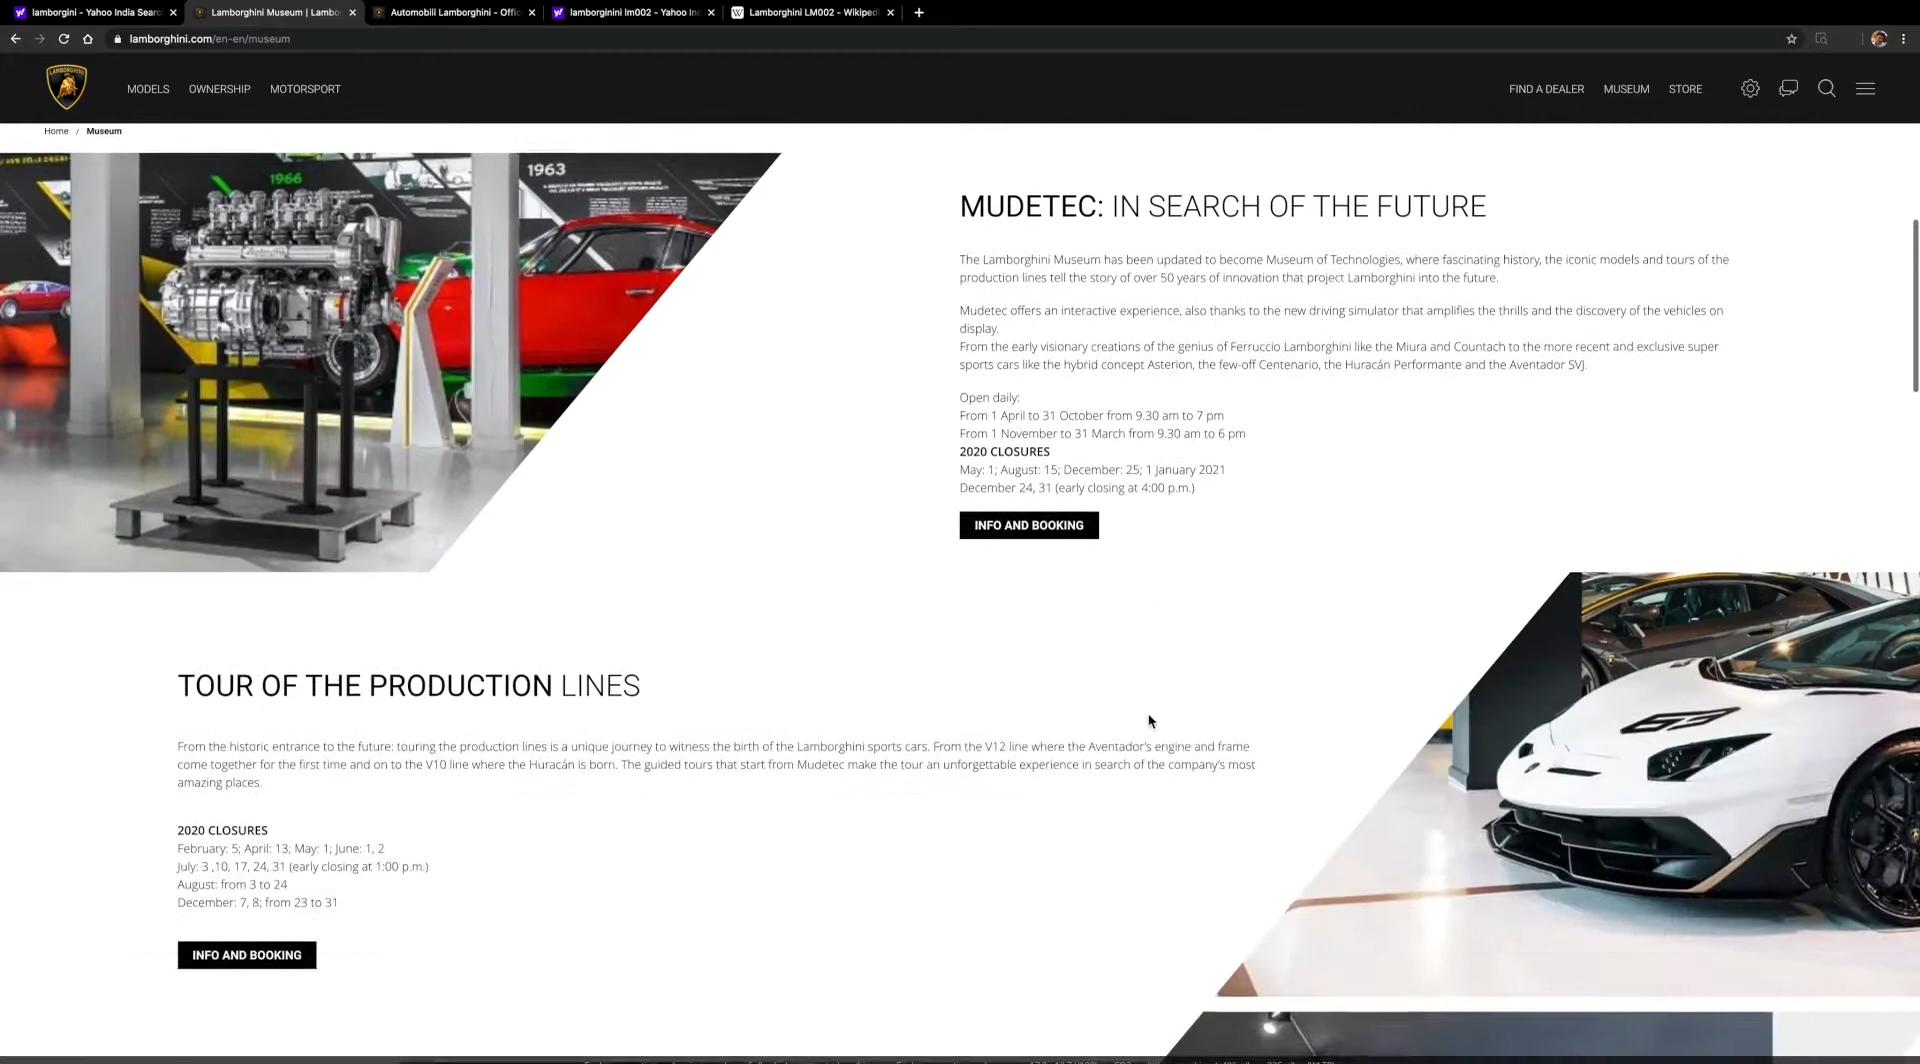 lamborgini - Yahoo India Searc
Lamborghini Museum | Lambo
Automobili Lamborghini - Offic
lamborginini lm002 - Yahoo In
Lamborghini LM002 - Wikiped
lamborghini.com/en-en/museum
MODELS OWNERSHIP MOTORSPORT
FIND A DEALER MUSEUM STORE
Home / Museum
1966
1963
MUDETEC: IN SEARCH OF THE FUTURE
The Lamborghini Museum has been updated to become Museum of Technologies, where fascinating history, the iconic models and tours of the
production lines tell the story of over 50 years of innovation that project Lamborghini into the future.
Mudetec offers an interactive experience, also thanks to the new driving simulator that amplifies the thrills and the discovery of the vehicles on
display.
From the early visionary creations of the genius of Ferruccio Lamborghini like the Miura and Countach to the more recent and exclusive super
sports cars like the hybrid concept Asterion, the few-off Centenario, the Huracán Performante and the Aventador SVJ.
Open daily:
From 1 April to 31 October from 9.30 am to 7 pm
From 1 November to 31 March from 9.30 am to 6 pm
2020 CLOSURES
May: 1; August: 15; December: 25; 1 January 2021
December 24, 31 (early closing at 4:00 p.m.)
INFO AND BOOKING
TOUR OF THE PRODUCTION LINES
From the historic entrance to the future: touring the production lines is a unique journey to witness the birth of the Lamborghini sports cars. From the V12 line where the Aventador's engine and frame
come together for the first time and on to the V10 line where the Huracán is born. The guided tours that start from Mudetec make the tour an unforgettable experience in search of the company's most
amazing places.
2020 CLOSURES
February: 5; April: 13; May: 1; June: 1, 2
July: 3 ,10, 17, 24, 31 (early closing at 1:00 p.m.)
August: from 3 to 24
December: 7, 8; from 23 to 31
INFO AND BOOKING
63